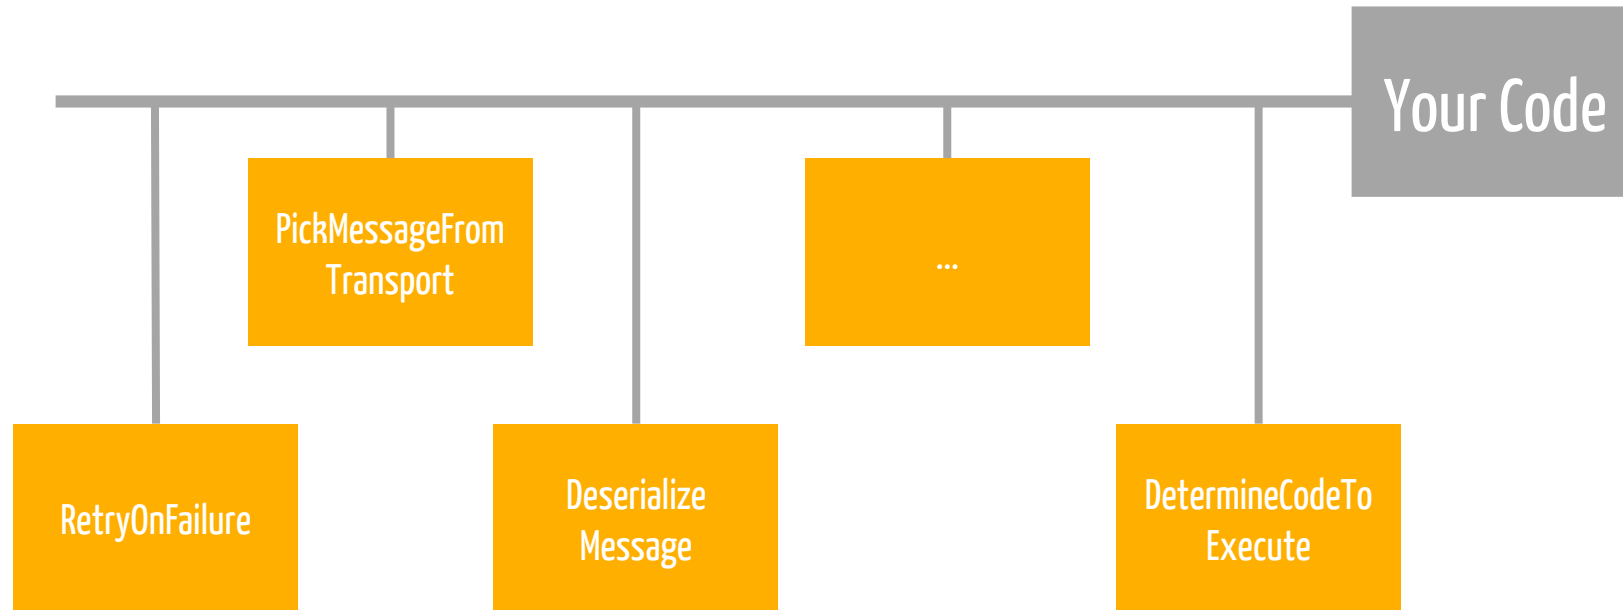 Your Code
PickMessageFrom
Transport
...
RetryOnFailure
Deserialize
Message
DetermineCodeTo
Execute